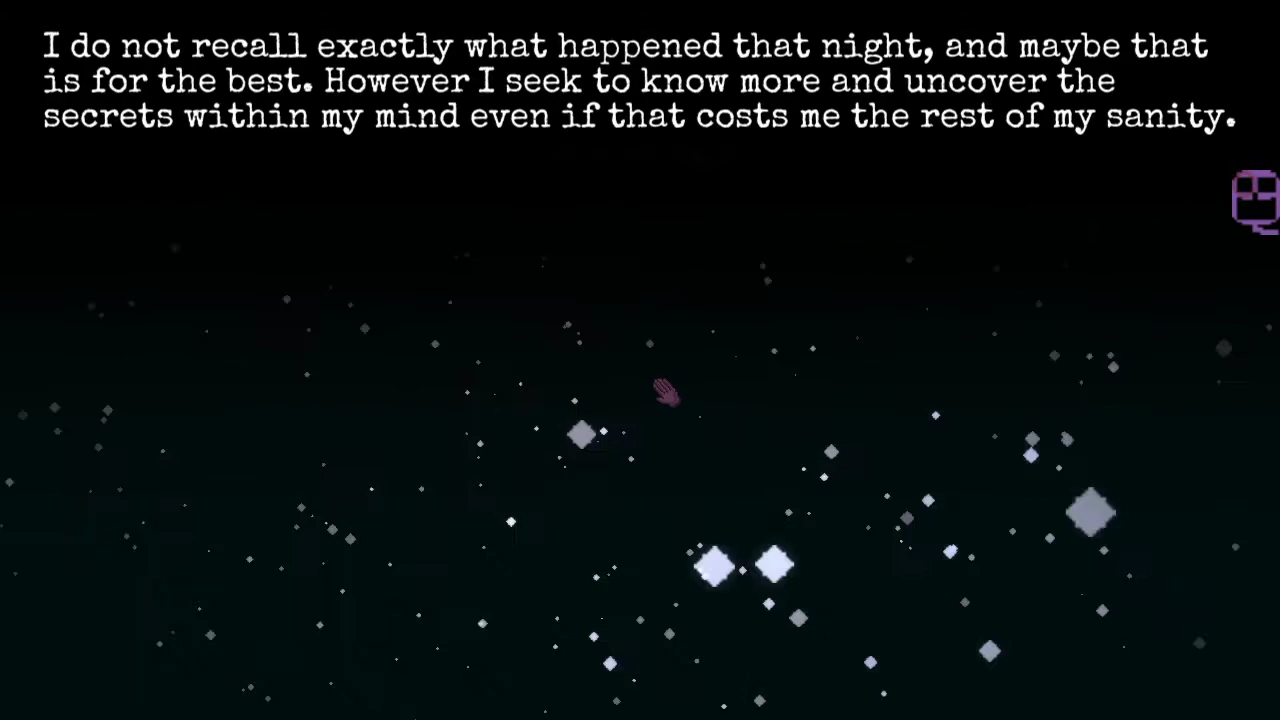 I do not recall exactly what happened that night, and maybe that
is for the best. However I seek to know more and uncover the
secrets within my mind even if that costs me the rest of my sanity.